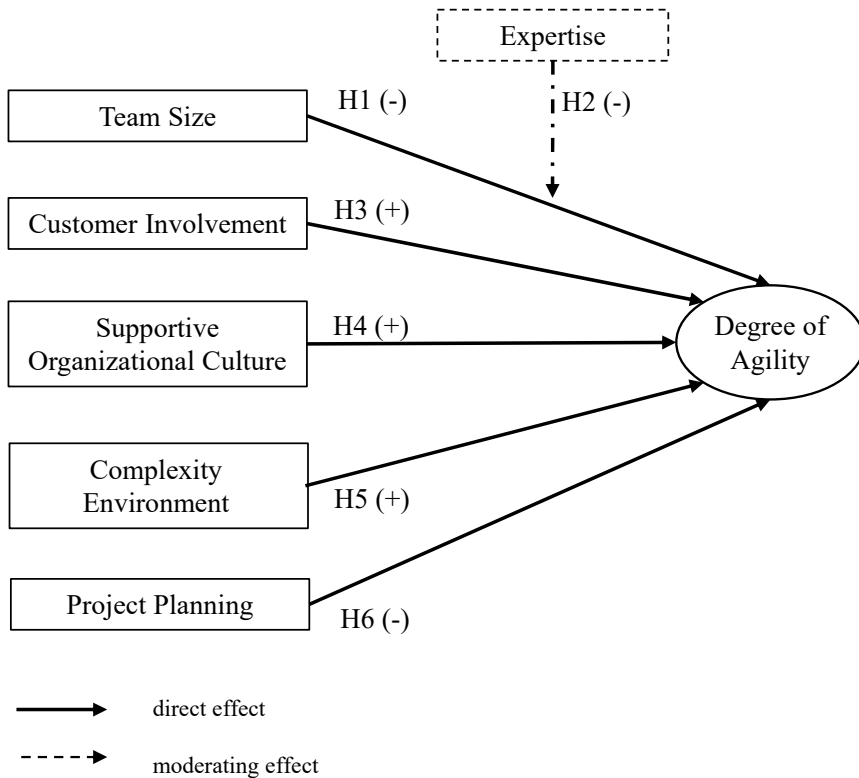 Expertise
H1 (-)
H2 (-)
Team Size
H3 (+)
Customer Involvement
H4 (+)
Supportive
Organizational Culture
Degree of
Agility
Complexity
Environment
H5 (+)
Project Planning
H6 (-)
direct effect
moderating effect